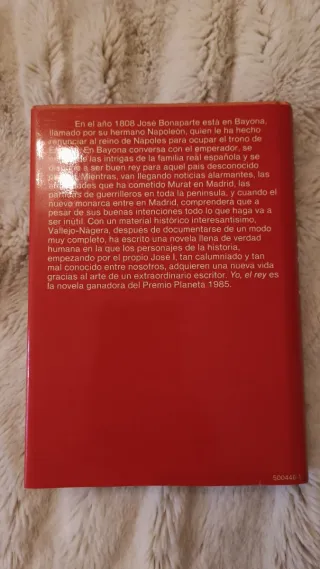 En el año 1808 José Bonaparte está en Bayona,
llamado por su hermano Napoleón, quien le ha hecho
renunciar al reino de Nápoles para ocupar el trono de
En Bayona conversa con el emperador, se
las intrigas de la familia real española y se
a ser buen rey para aquel país desconocido
Mientras, van llegando noticias alarmantes, las
que ha cometido Murat en Madrid, las
de guerrilleros en toda la península, y cuando el
nuevo monarca entre en Madrid, comprenderá que a
pesar de sus buenas intenciones todo lo que haga va a
ser inútil. Con un material histórico interesantísimo,
Vallejo-Nágera, después de documentarse de un modo
muy completo, ha escrito una novela llena de verdad
humana en la que los personajes de la historia,
empezando por el propio José I, tan calumniado y tan
mal conocido entre nosotros, adquieren una nueva vida
gracias al arte de un extraordinario escritor. Yo, el rey es
la novela ganadora del Premio Planeta 1985.